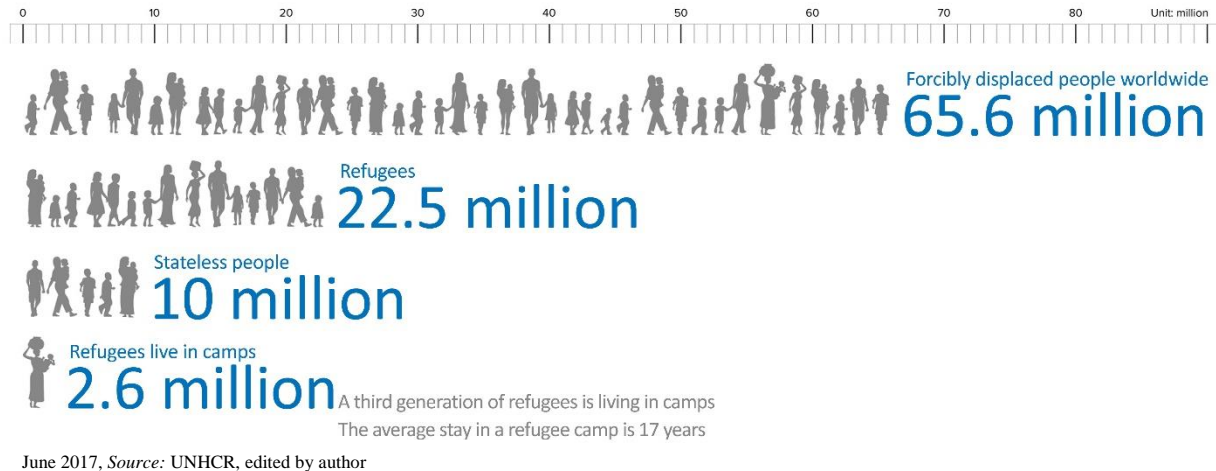 0 10 20 30 40 50 60 70 80 Unit: million
Forcibly displaced people worldwide
65.6 million
Refugees
22.5 million
Stateless people
10 million
Refugees live in camps
2.6 million
A third generation of refugees is living in camps
The average stay in a refugee camp is 17 years
June 2017, Source: UNHCR, edited by author